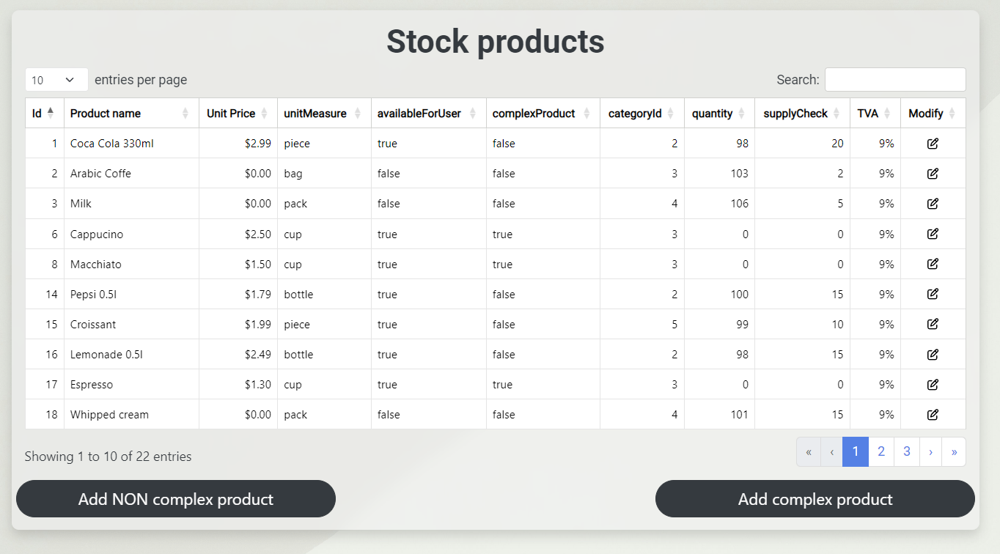 Stock products
10 entries per page Search:
Id Product name Unit Price unitMeasure availableForUser complexProduct categoryId quantity supplyCheck TVA Modify
1 Coca Cola 330ml $2.99 piece true false 2 98 20 9%
2 Arabic Coffe $0.00 bag false false 3 103 2 9%
3 Milk $0.00 pack false false 4 106 5 9%
6 Cappucino $2.50 cup true true 3 0 0 9%
8 Macchiato $1.50 cup true true 3 0 0 9%
14 Pepsi 0.5l $1.79 bottle true false 2 100 15 9%
15 Croissant $1.99 piece true false 5 99 10 9%
16 Lemonade 0.5l $2.49 bottle true false 2 98 15 9%
17 Espresso $1.30 cup true true 3 0 0 9%
18 Whipped cream $0.00 pack false false 4 101 15 9%
Showing 1 to 10 of 22 entries « ‹ 1 2 3 › »
Add NON complex product Add complex product